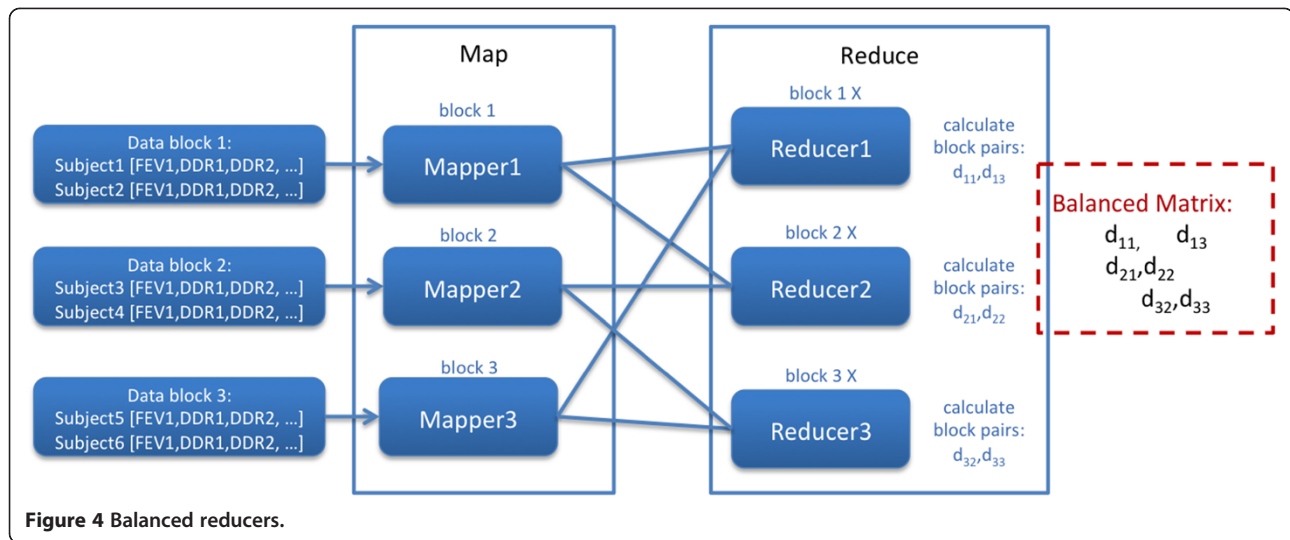 Map
Reduce
Data block 1:
Subject1 [FEV1,DDR1,DDR2, ...]
Subject2 [FEV1,DDR1,DDR2, ...]
block 1
Mapper1
block 1 X
Reducer1
calculate
block pairs:
d₁₁,d₁₃
Data block 2:
Subject3 [FEV1,DDR1,DDR2, ...]
Subject4 [FEV1,DDR1,DDR2, ...]
block 2
Mapper2
block 2 X
Reducer2
calculate
block pairs:
d₂₁,d₂₂
Data block 3:
Subject5 [FEV1,DDR1,DDR2, ...]
Subject6 [FEV1,DDR1,DDR2, ...]
block 3
Mapper3
block 3 X
Reducer3
calculate
block pairs:
d₃₂,d₃₃
Balanced Matrix:
d₁₁, d₁₃
d₂₁,d₂₂
d₃₂,d₃₃
Figure 4 Balanced reducers.